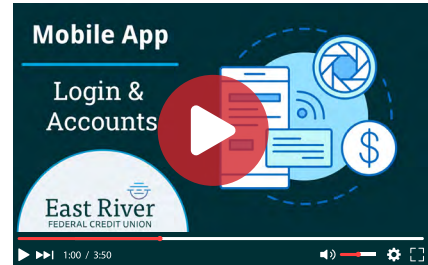 Mobile App
Login &
Accounts
East River
FEDERAL CREDIT UNION
$
1:00 / 3:50